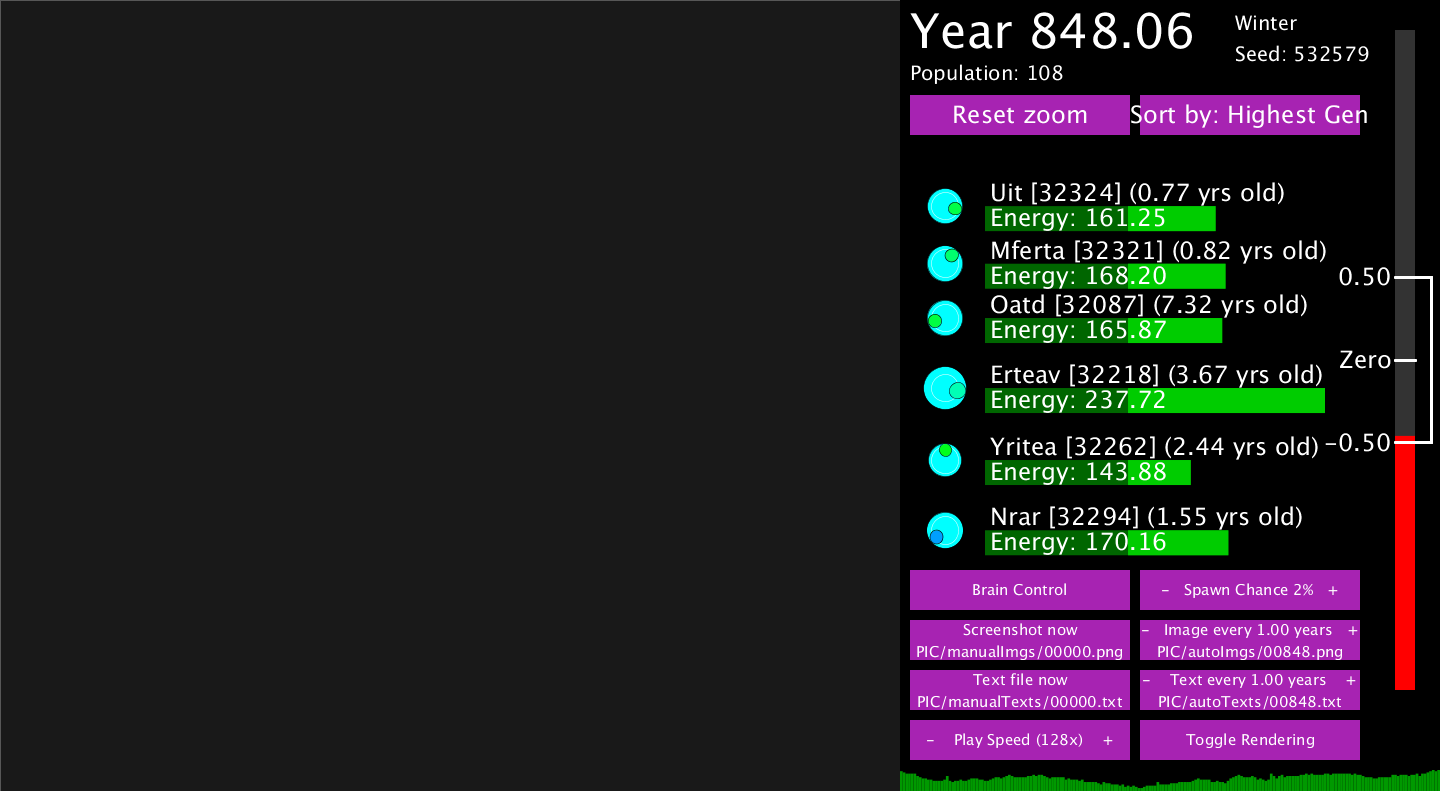 Year 848.06
Winter
Seed: 532579
Population: 108
Reset zoom
Sort by: Highest Gen
Uit [32324] (0.77 yrs old)
Energy: 161.25
Mferta [32321] (0.82 yrs old)
Energy: 168.20
0.50
Oatd [32087] (7.32 yrs old)
Energy: 165.87
Zero
Erteav [32218] (3.67 yrs old)
Energy: 237.72
Yritea [32262] (2.44 yrs old)
-0.50
Energy: 143.88
Nrar [32294] (1.55 yrs old)
Energy: 170.16
Brain Control
- Spawn Chance 2% +
Screenshot now
PIC/manualImgs/00000.png
- Image every 1.00 years +
PIC/autoImgs/00848.png
Text file now
PIC/manualTexts/00000.txt
- Text every 1.00 years +
PIC/autoTexts/00848.txt
- Play Speed (128x) +
Toggle Rendering